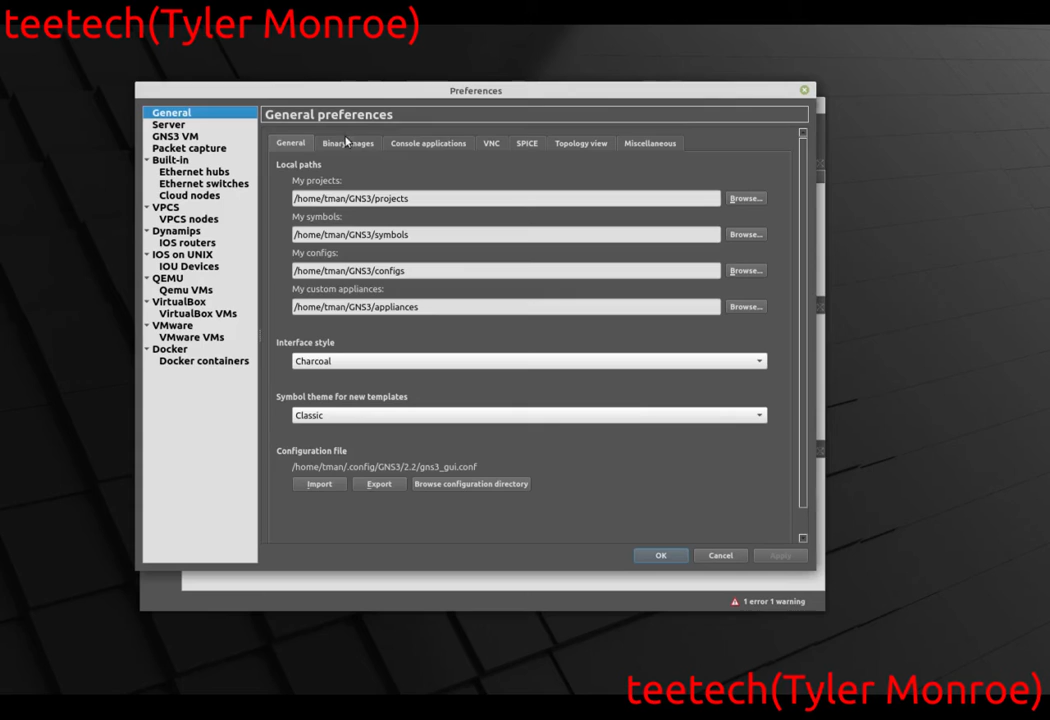 teetech(Tyler Monroe)
Preferences
General
Server
GNS3 VM
Packet capture
Built-in
Ethernet hubs
Ethernet switches
Cloud nodes
VPCS
VPCS nodes
Dynamips
IOS routers
IOS on UNIX
IOU Devices
QEMU
Qemu VMs
VirtualBox
VirtualBox VMs
VMware
VMware VMs
Docker
Docker containers
General preferences
General Binary images Console applications VNC SPICE Topology view Miscellaneous
Local paths
My projects:
/home/tman/GNS3/projects Browse...
My symbols:
/home/tman/GNS3/symbols Browse...
My configs:
/home/tman/GNS3/configs Browse...
My custom appliances:
/home/tman/GNS3/appliances Browse...
Interface style
Charcoal
Symbol theme for new templates
Classic
Configuration file
/home/tman/.config/GNS3/2.2/gns3_gui.conf
Import Export Browse configuration directory
OK Cancel Apply
1 error 1 warning
teetech(Tyler Monroe)